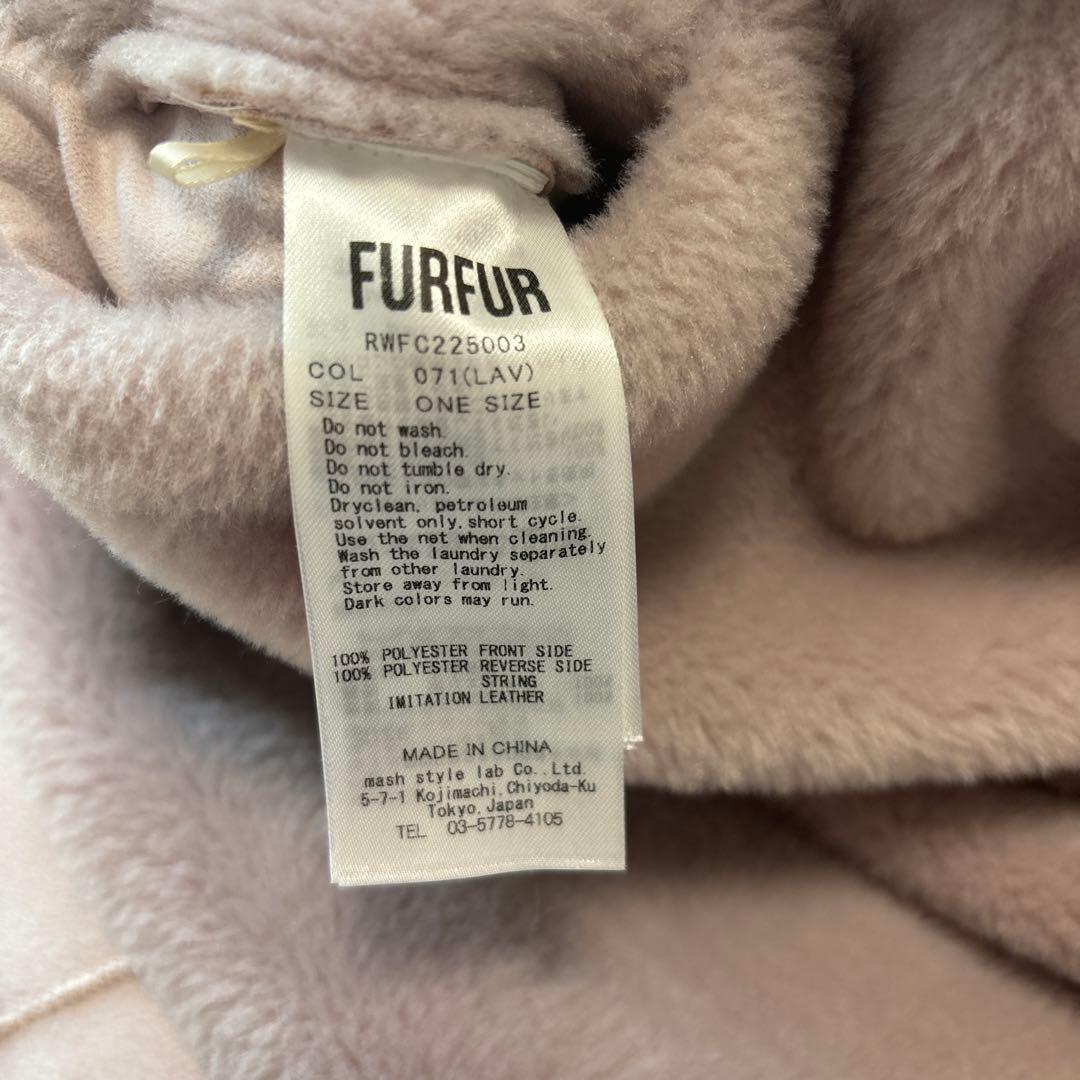 FURFUR
RWFC225003
COL 071(LAV)
SIZE ONE SIZE
Do not wash.
Do not bleach.
Do not tumble dry.
Do not iron.
Dryclean, petroleum
solvent only, short cycle.
Use the net when cleaning.
Wash the laundry separately
from other laundry.
Store away from light.
Dark colors may run.
100% POLYESTER FRONT SIDE
100% POLYESTER REVERSE SIDE
STRING
IMITATION LEATHER
MADE IN CHINA
mash style lab Co.,Ltd.
5-7-1 Kojimachi,Chiyoda-Ku
Tokyo,Japan
TEL 03-5778-4105